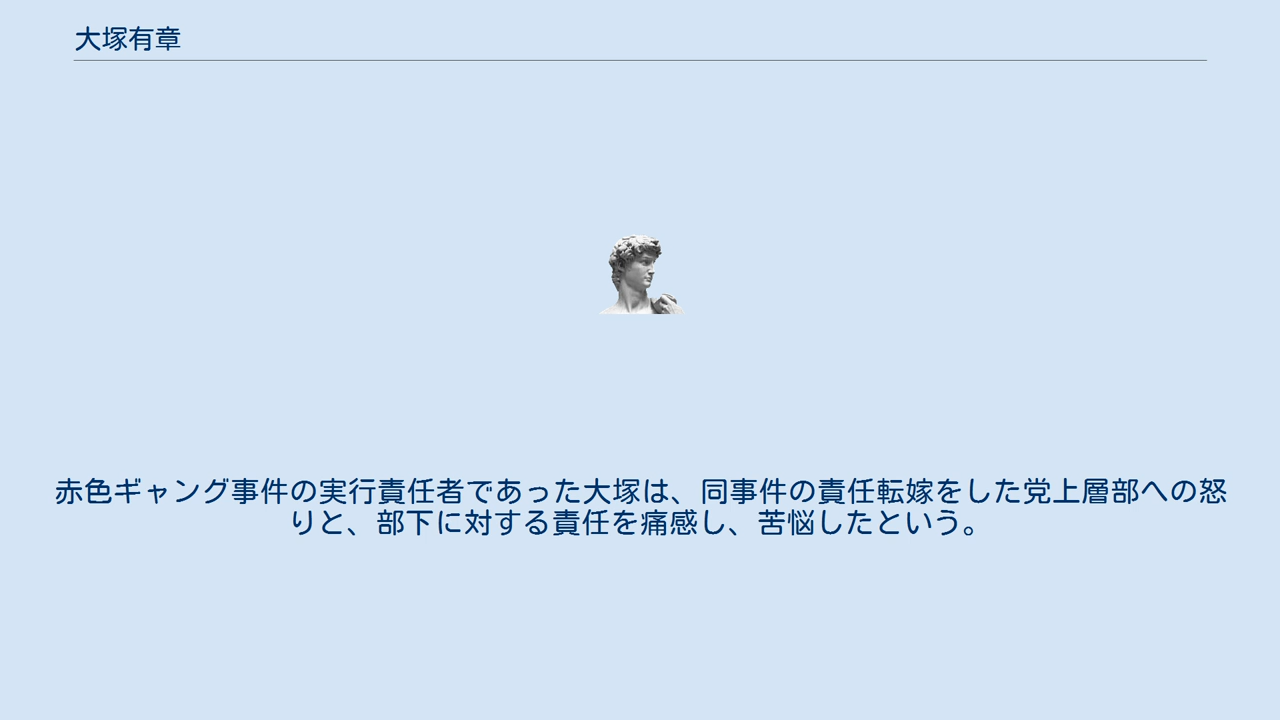 大塚有章
赤色ギャング事件の実行責任者であった大塚は、同事件の責任転嫁をした党上層部への怒
りと、部下に対する責任を痛感し、苦悩したという。